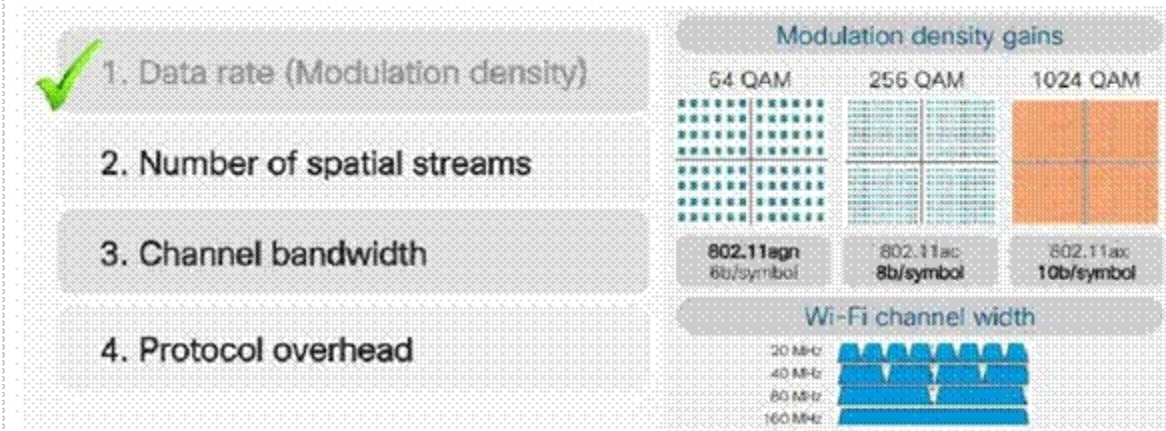 1. Data rate (Modulation density)
2. Number of spatial streams
3. Channel bandwidth
4. Protocol overhead
Modulation density gains
64 QAM 256 QAM 1024 QAM
802.11agn 802.11ac 802.11ax
6b/symbol 8b/symbol 10b/symbol
Wi-Fi channel width
20 MHz
40 MHz
80 MHz
160 MHz